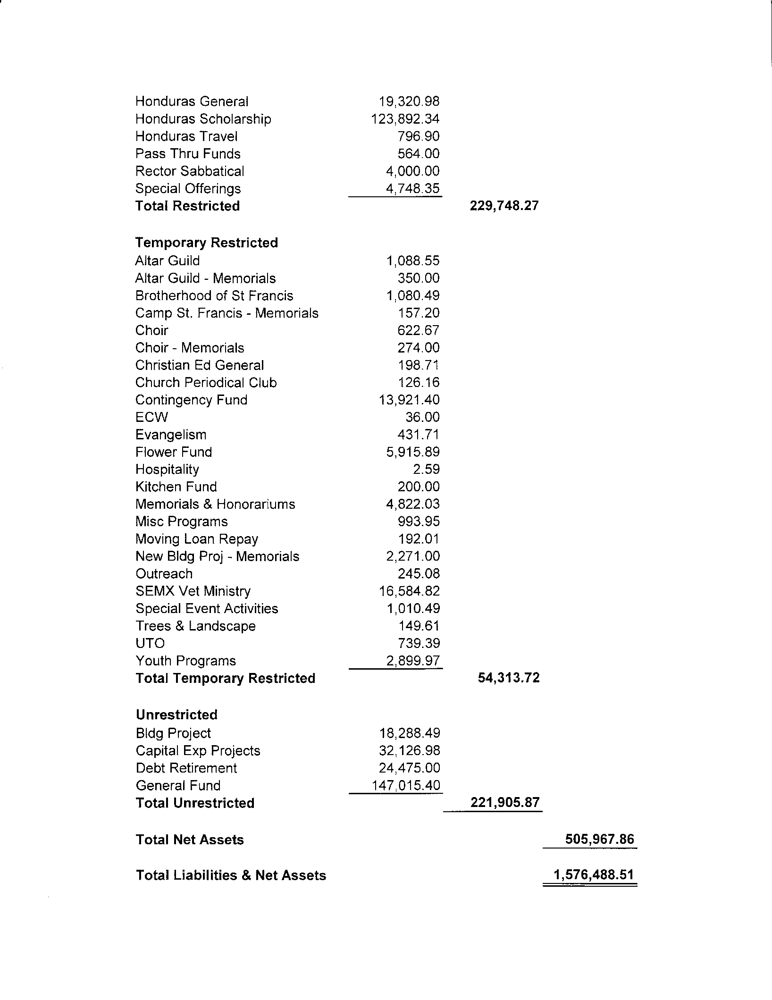 Honduras General 19,320.98
Honduras Scholarship 123,892.34
Honduras Travel 796.90
Pass Thru Funds 564.00
Rector Sabbatical 4,000.00
Special Offerings 4,748.35
Total Restricted 229,748.27
Temporary Restricted
Altar Guild 1,088.55
Altar Guild - Memorials 350.00
Brotherhood of St Francis 1,080.49
Camp St. Francis - Memorials 157.20
Choir 622.67
Choir - Memorials 274.00
Christian Ed General 198.71
Church Periodical Club 126.16
Contingency Fund 13,921.40
ECW 36.00
Evangelism 431.71
Flower Fund 5,915.89
Hospitality 2.59
Kitchen Fund 200.00
Memorials & Honorariums 4,822.03
Misc Programs 993.95
Moving Loan Repay 192.01
New Bldg Proj - Memorials 2,271.00
Outreach 245.08
SEMX Vet Ministry 16,584.82
Special Event Activities 1,010.49
Trees & Landscape 149.61
UTO 739.39
Youth Programs 2,899.97
Total Temporary Restricted 54,313.72
Unrestricted
Bldg Project 18,288.49
Capital Exp Projects 32,126.98
Debt Retirement 24,475.00
General Fund 147,015.40
Total Unrestricted 221,905.87
Total Net Assets 505,967.86
Total Liabilities & Net Assets 1,576,488.51